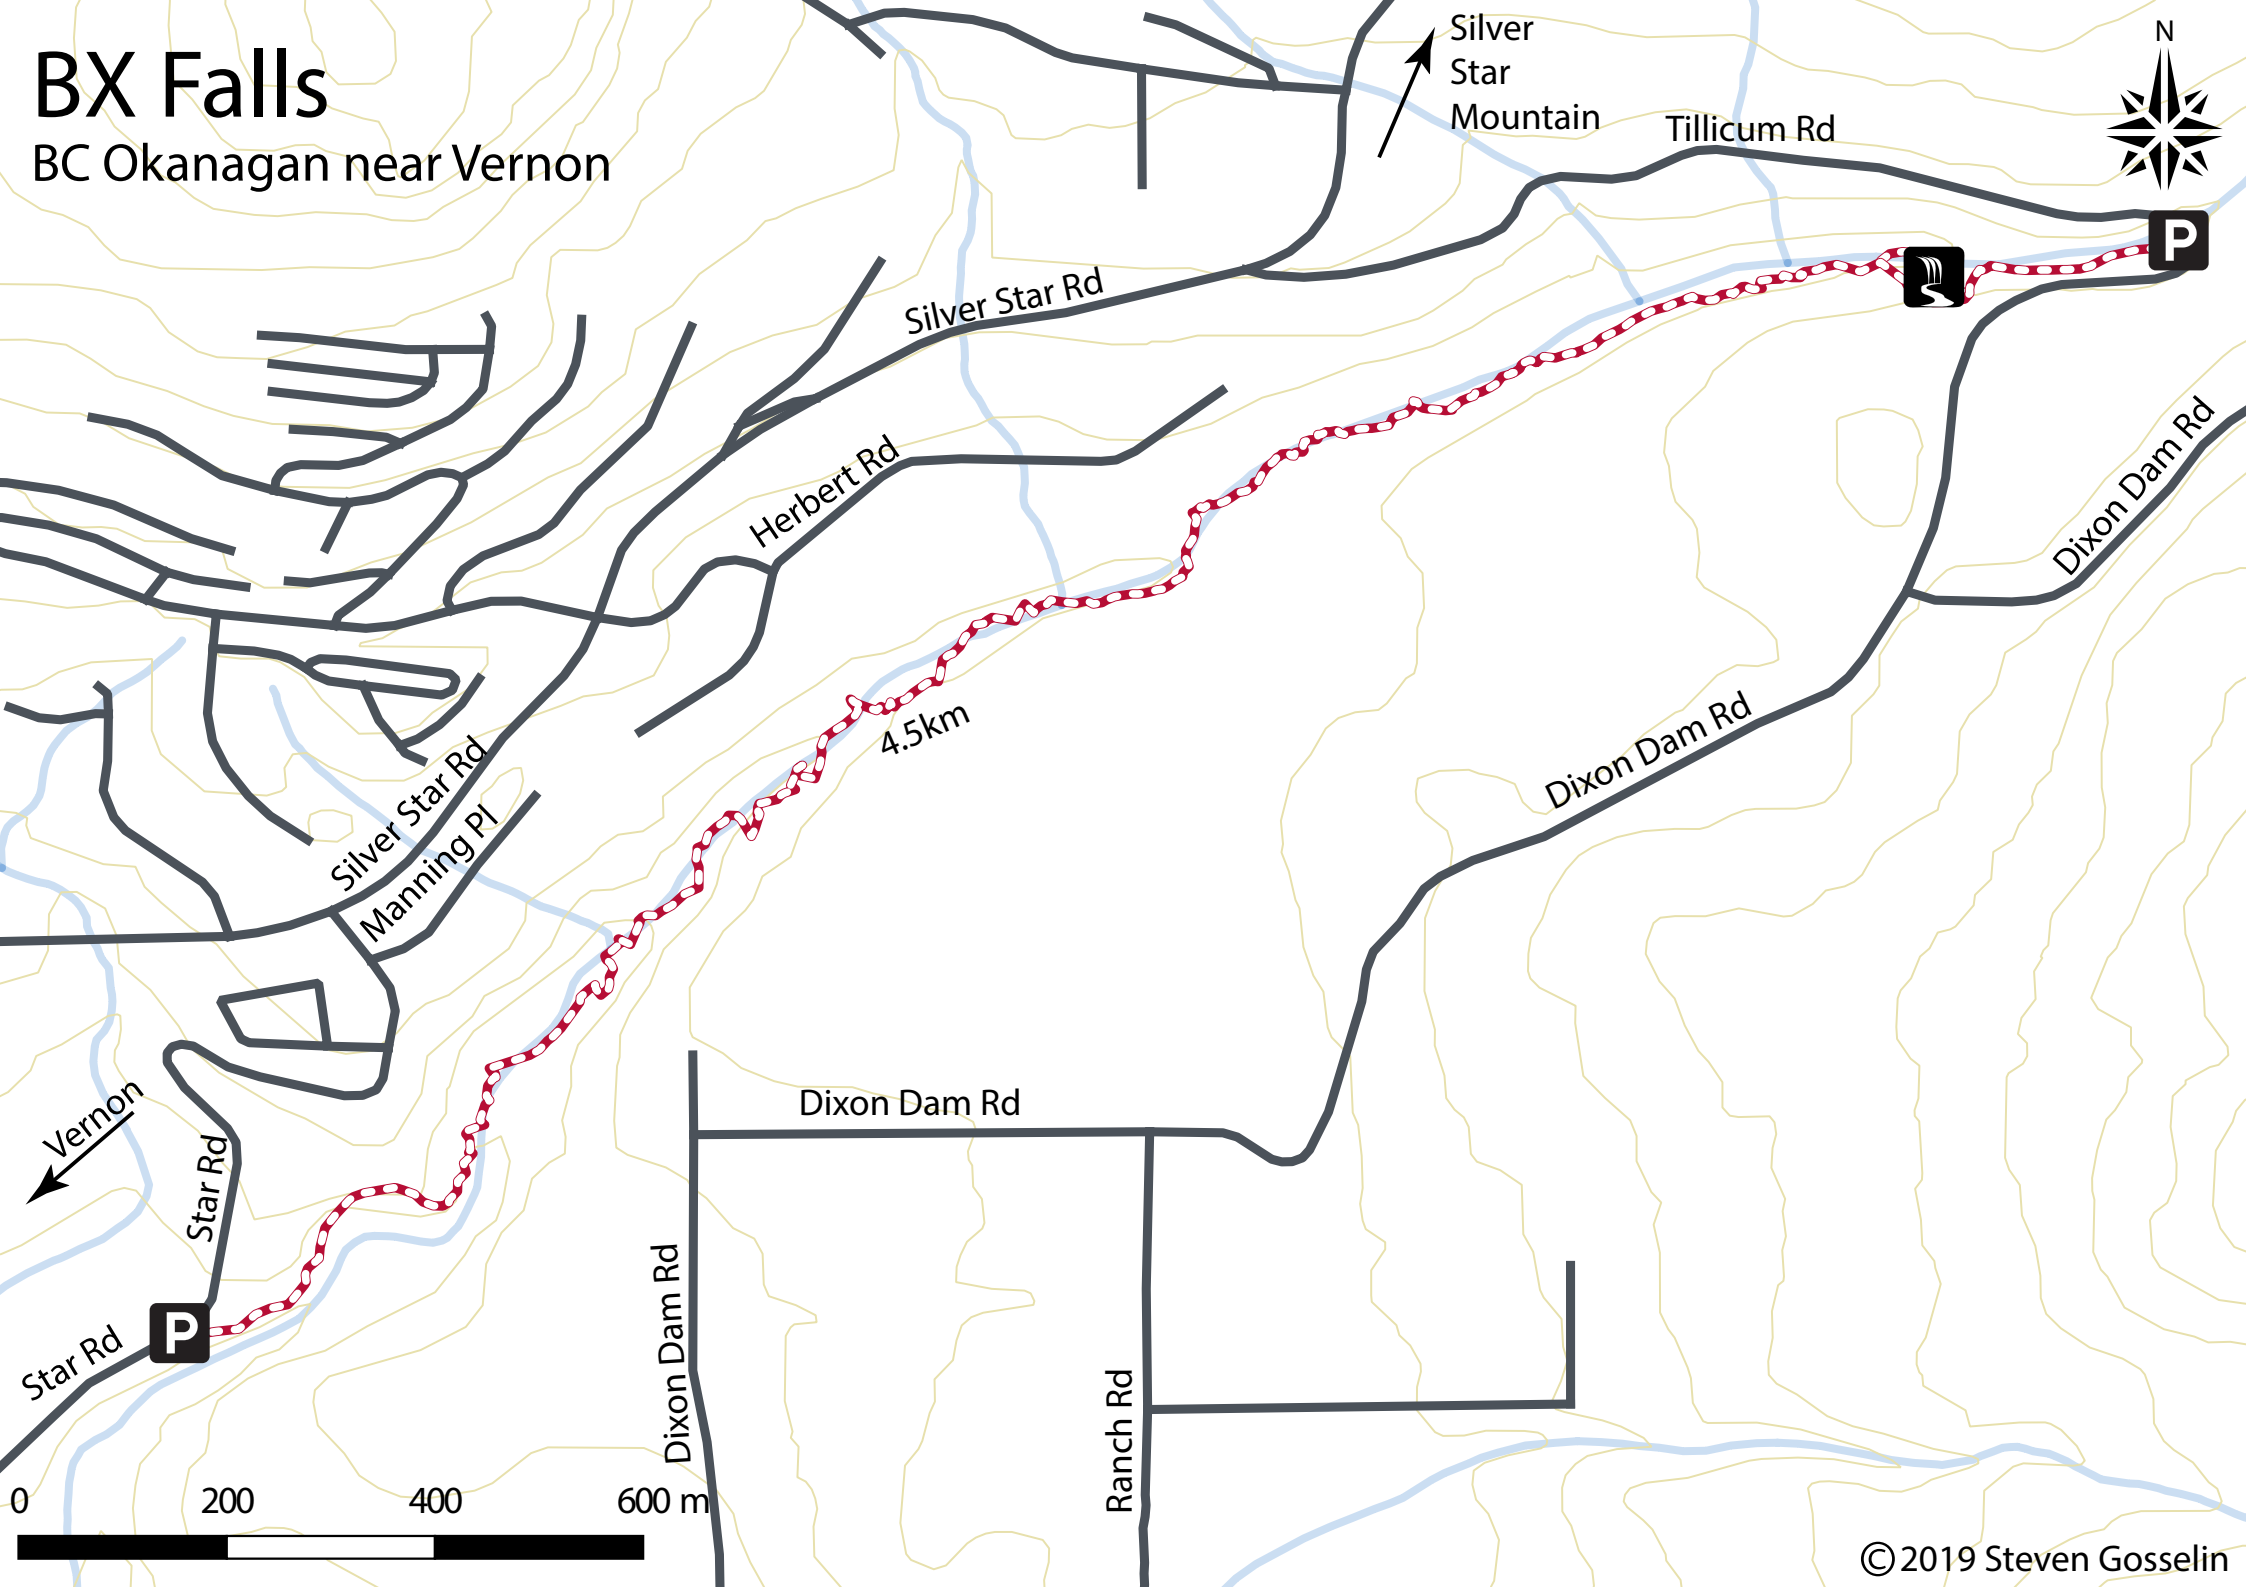 BX Falls
BC Okanagan near Vernon
Silver
Star
Mountain
N
Tillicum Rd
P
Silver Star Rd
Herbert Rd
Dixon Dam Rd
4.5km
Dixon Dam Rd
Silver Star Rd
Manning Pl
Vernon
Dixon Dam Rd
Star Rd
Dixon Dam Rd
P
Star Rd
Ranch Rd
0 200 400 600 m
©2019 Steven Gosselin